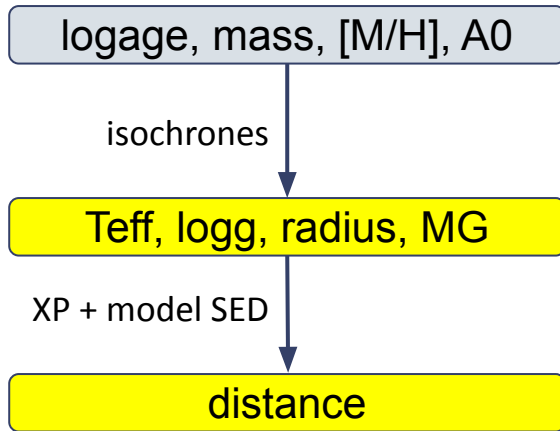 logage, mass, [M/H], A0
isochrones
Teff, logg, radius, MG
XP + model SED
distance